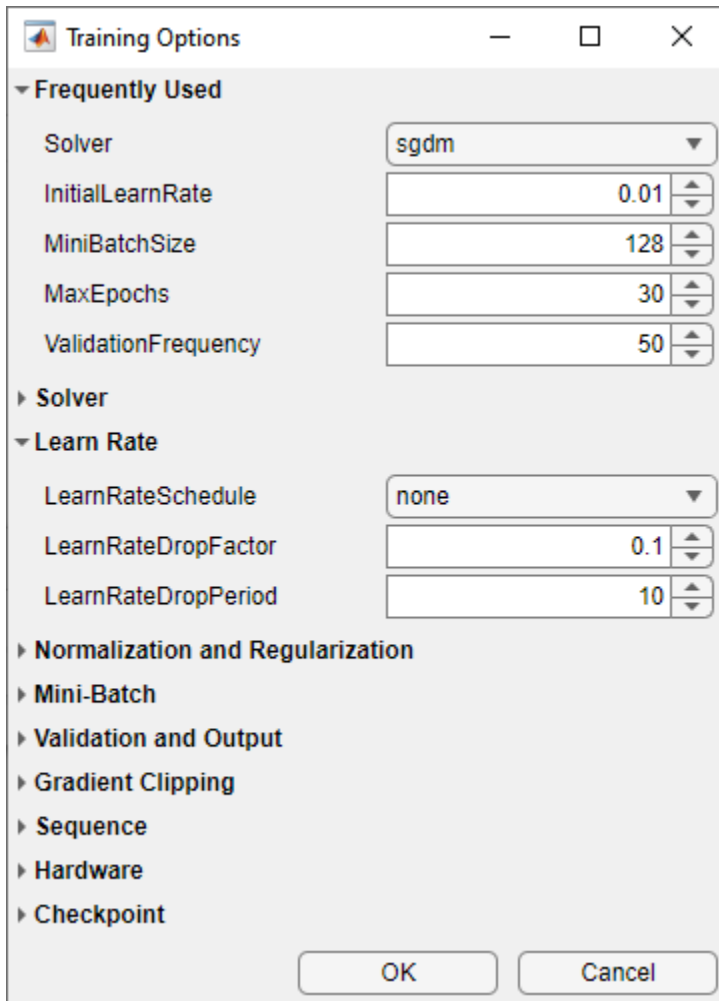 Training Options
Frequently Used
Solver sgdm
InitialLearnRate 0.01
MiniBatchSize 128
MaxEpochs 30
ValidationFrequency 50
Solver
Learn Rate
LearnRateSchedule none
LearnRateDropFactor 0.1
LearnRateDropPeriod 10
Normalization and Regularization
Mini-Batch
Validation and Output
Gradient Clipping
Sequence
Hardware
Checkpoint
OK Cancel